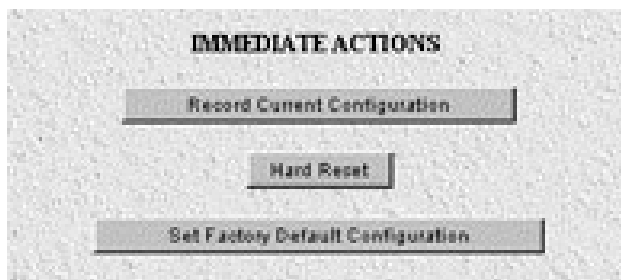 IMMEDIATE ACTIONS
Record Current Configuration
Hard Reset
Set Factory Default Configuration